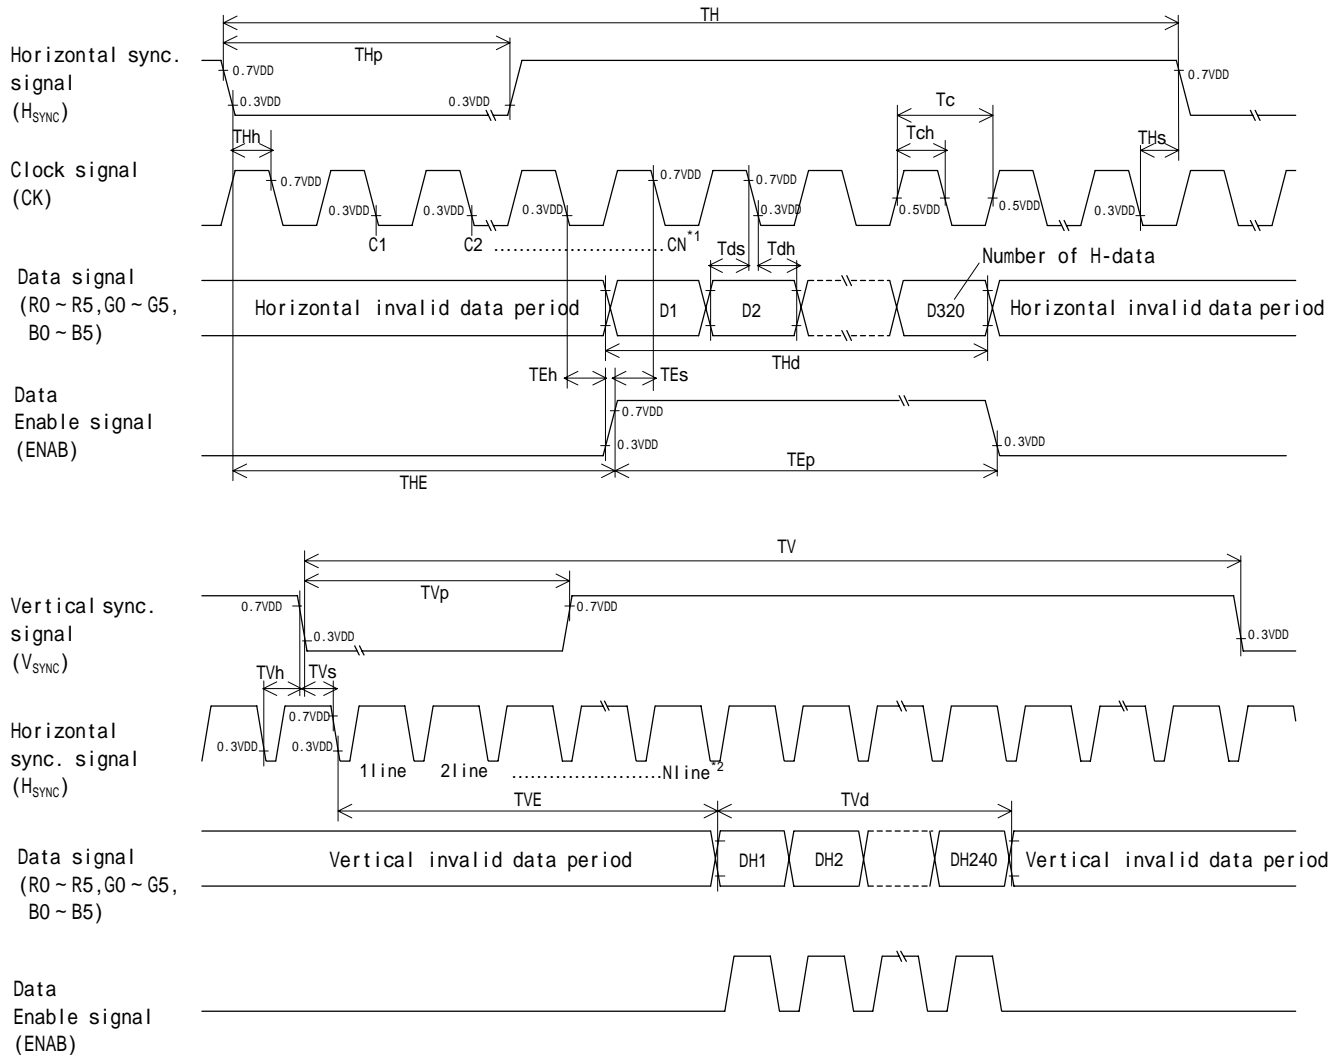 TH
THp
Horizontal sync.
signal
(HSYNC)
0.7VDD
0.3VDD
0.3VDD
0.7VDD
Tc
Tch
THh
THs
Clock signal
(CK)
0.7VDD
0.3VDD
0.3VDD
0.3VDD
0.7VDD
0.7VDD
0.3VDD
0.5VDD
0.5VDD
0.3VDD
C1 C2 ........................CN*1
Tds Tdh
Number of H-data
Data signal
(R0~R5,G0~G5,
B0~B5)
Horizontal invalid data period D1 D2 D320 Horizontal invalid data period
THd
TEh TEs
Data
Enable signal
(ENAB)
0.7VDD
0.3VDD
0.3VDD
THE TEp
TV
TVp
Vertical sync.
signal
(VSYNC)
0.7VDD
0.3VDD
0.7VDD
0.3VDD
TVh TVs
Horizontal
sync. signal
(HSYNC)
0.7VDD
0.3VDD
0.3VDD
1line 2line ........................Nline*2
TVE TVd
Data signal
(R0~R5,G0~G5,
B0~B5)
Vertical invalid data period DH1 DH2 DH240 Vertical invalid data period
Data
Enable signal
(ENAB)